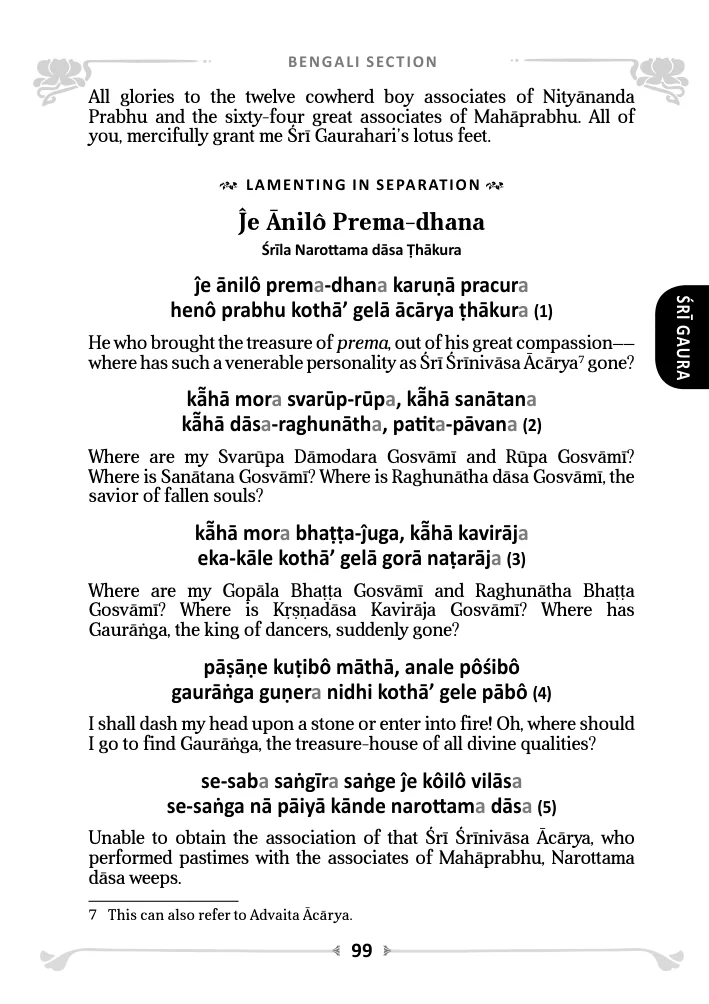 BENGALI SECTION
All glories to the twelve cowherd boy associates of Nityānanda
Prabhu and the sixty-four great associates of Mahāprabhu. All of
you, mercifully grant me Śrī Gaurahari’s lotus feet.
LAMENTING IN SEPARATION
Ĵe Ānilô Prema-dhana
Śrīla Narottama dāsa Ṭhākura
ĵe ānilô prema-dhana karuṇā pracura
henô prabhu kothā’ gelā ācārya ṭhākura (1)
He who brought the treasure of prema, out of his great compassion––
where has such a venerable personality as Śrī Śrīnivāsa Ācārya⁷ gone?
kā̃hā mora svarūp-rūpa, kā̃hā sanātana
kā̃hā dāsa-raghunātha, patita-pāvana (2)
Where are my Svarūpa Dāmodara Gosvāmī and Rūpa Gosvāmī?
Where is Sanātana Gosvāmī? Where is Raghunātha dāsa Gosvāmī, the
savior of fallen souls?
kā̃hā mora bhaṭṭa-ĵuga, kā̃hā kavirāja
eka-kāle kothā’ gelā gorā naṭarāja (3)
Where are my Gopāla Bhaṭṭa Gosvāmī and Raghunātha Bhaṭṭa
Gosvāmī? Where is Kṛṣṇadāsa Kavirāja Gosvāmī? Where has
Gaurāṅga, the king of dancers, suddenly gone?
pāṣāṇe kuṭibô māthā, anale pôśibô
gaurāṅga guṇera nidhi kothā’ gele pābô (4)
I shall dash my head upon a stone or enter into fire! Oh, where should
I go to find Gaurāṅga, the treasure-house of all divine qualities?
se-saba saṅgīra saṅge ĵe kôilô vilāsa
se-saṅga nā pāiyā kānde narottama dāsa (5)
Unable to obtain the association of that Śrī Śrīnivāsa Ācārya, who
performed pastimes with the associates of Mahāprabhu, Narottama
dāsa weeps.
7 This can also refer to Advaita Ācārya.
99
ŚRĪ GAURA